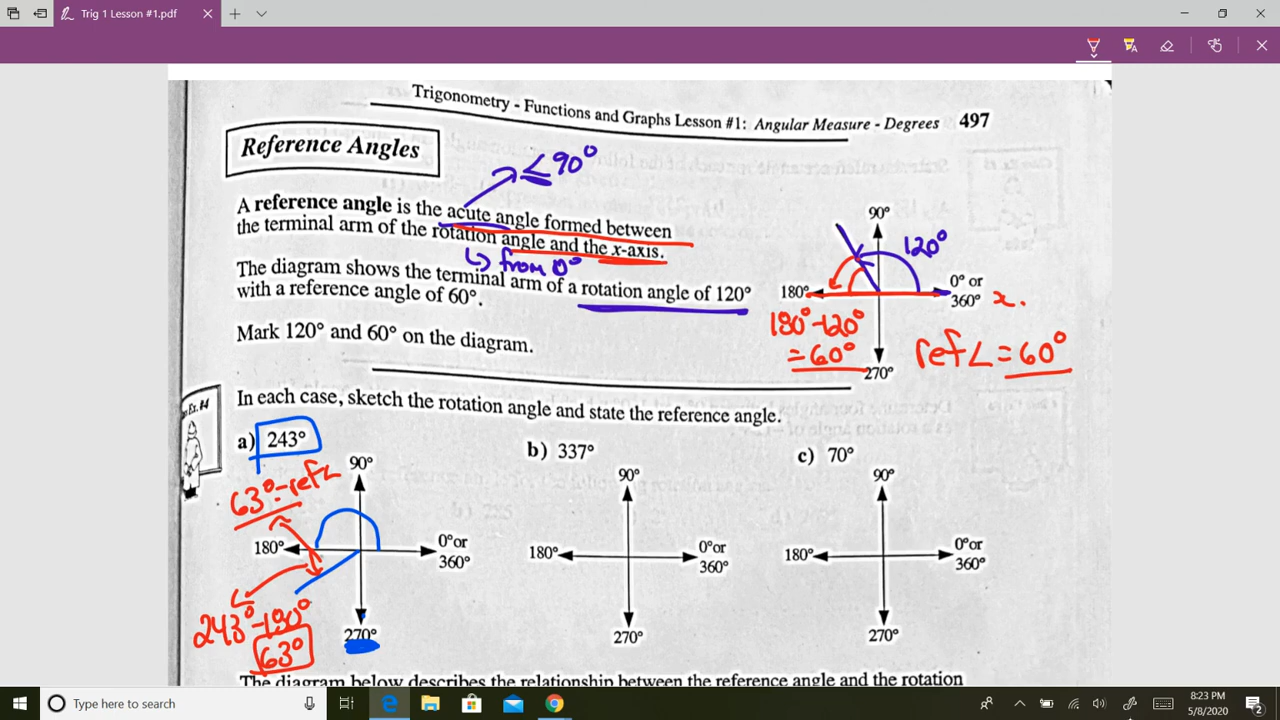 Trig 1 Lesson #1.pdf
Trigonometry - Functions and Graphs Lesson #1: Angular Measure - Degrees 497
Reference Angles
≤90°
A reference angle is the acute angle formed between
the terminal arm of the rotation angle and the x-axis.
↳ from 0°
The diagram shows the terminal arm of a rotation angle of 120°
with a reference angle of 60°.
Mark 120° and 60° on the diagram.
90°
120°
180°
0° or
360°
x.
180°-120°
=60°
ref∠=60°
270°
In each case, sketch the rotation angle and state the reference angle.
a) 243°
63°-ref∠
90°
180°
0°or
360°
243°-180°
63°
270°
b) 337°
90°
180°
0°or
360°
270°
c) 70°
90°
180°
0°or
360°
270°
The diagram below describes the relationship between the reference angle and the rotation
Type here to search
8:23 PM
5/8/2020
2